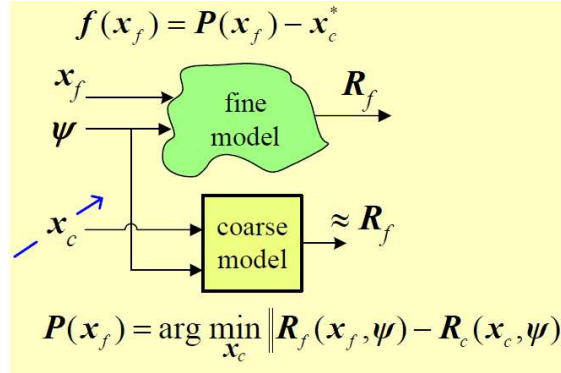 f(x_f) = P(x_f) − x_c^*
x_f
fine
model
R_f
ψ
x_c
coarse
model
≈ R_f
P(x_f) = arg min_{x_c} ‖R_f(x_f, ψ) − R_c(x_c, ψ)